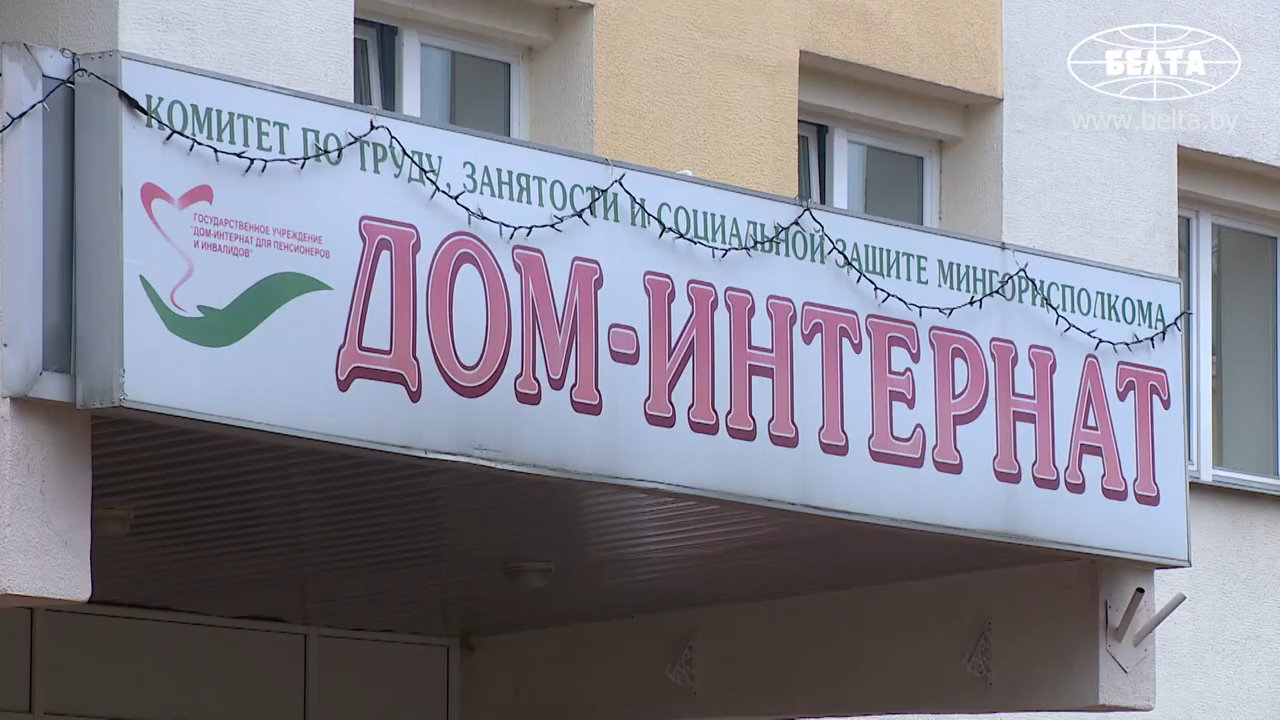 БЕЛТА
www.belta.by
КОМИТЕТ ПО ТРУДУ, ЗАНЯТОСТИ И СОЦИАЛЬНОЙ ЗАЩИТЕ МИНГОРИСПОЛКОМА
ГОСУДАРСТВЕННОЕ УЧРЕЖДЕНИЕ
"ДОМ-ИНТЕРНАТ ДЛЯ ПЕНСИОНЕРОВ
И ИНВАЛИДОВ"
ДОМ-ИНТЕРНАТ